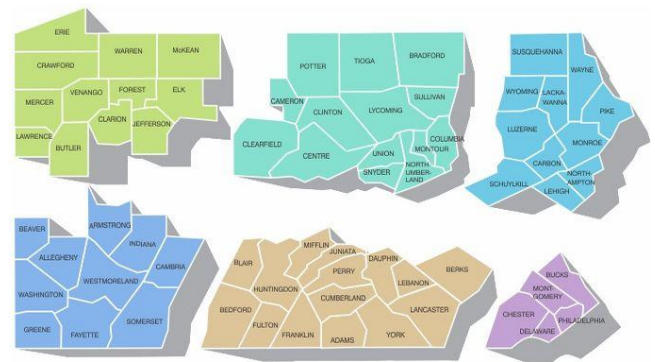 ERIE
WARREN
McKEAN
CRAWFORD
VENANGO
FOREST
ELK
MERCER
CLARION
JEFFERSON
LAWRENCE
BUTLER
POTTER
TIOGA
BRADFORD
CAMERON
CLINTON
LYCOMING
SULLIVAN
CLEARFIELD
CENTRE
UNION
COLUMBIA
MONTOUR
SNYDER
NORTH-
UMBER-
LAND
SUSQUEHANNA
WAYNE
WYOMING
LACKA-
WANNA
PIKE
LUZERNE
MONROE
CARBON
NORTH-
AMPTON
SCHUYLKILL
LEHIGH
BEAVER
ARMSTRONG
INDIANA
ALLEGHENY
CAMBRIA
WESTMORELAND
WASHINGTON
SOMERSET
GREENE
FAYETTE
MIFFLIN
JUNIATA
BLAIR
DAUPHIN
PERRY
BERKS
HUNTINGDON
LEBANON
CUMBERLAND
BEDFORD
LANCASTER
FULTON
FRANKLIN
ADAMS
YORK
BUCKS
MONT-
GOMERY
CHESTER
PHILADELPHIA
DELAWARE